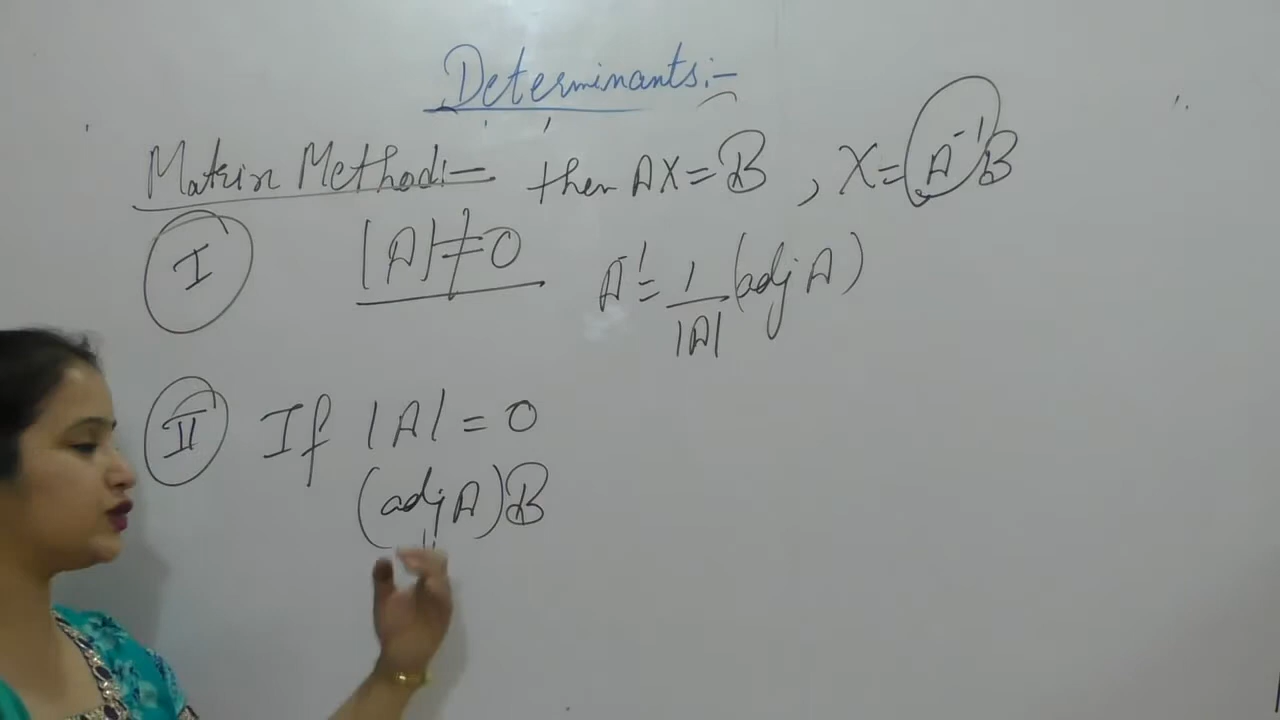 Determinants:-
Matrix Method:- then AX = B , X = A⁻¹B
I |A| ≠ 0 A⁻¹ = 1/|A| (adj A)
II If |A| = 0
(adj A) B